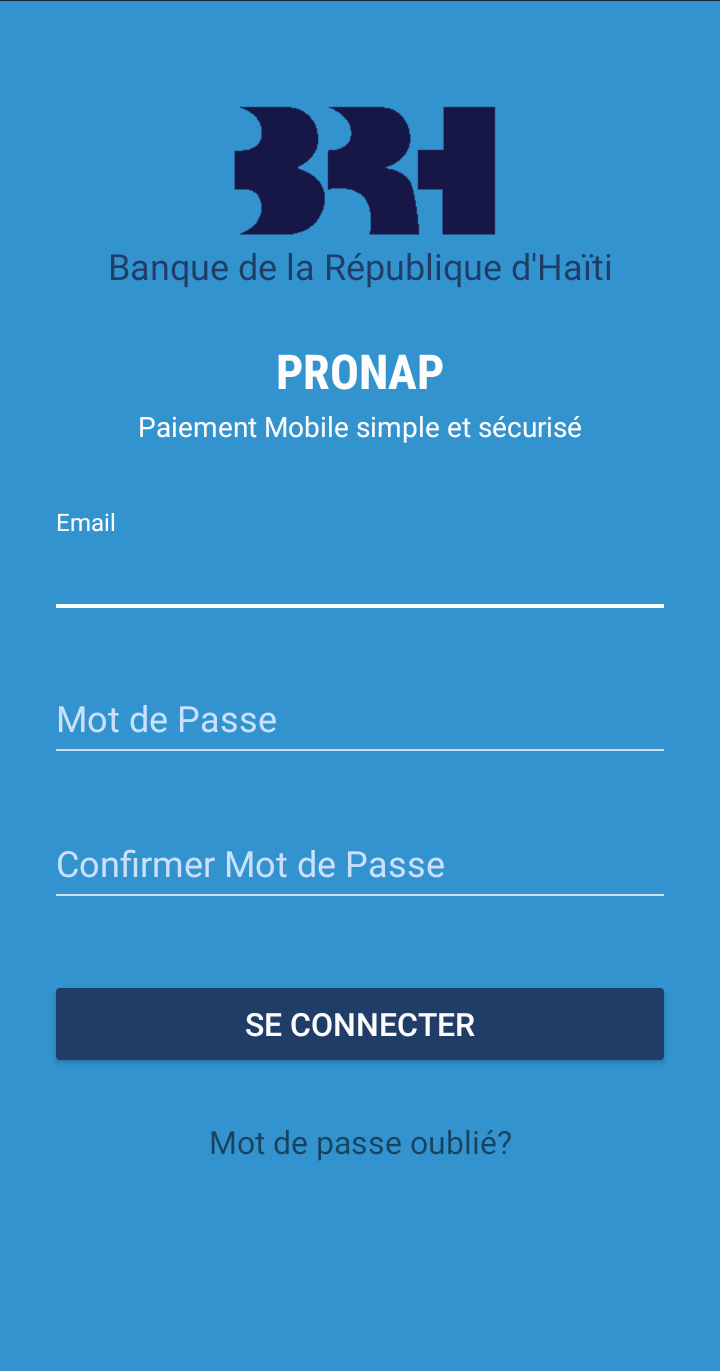 BRH
Banque de la République d'Haïti
PRONAP
Paiement Mobile simple et sécurisé
Email
Mot de Passe
Confirmer Mot de Passe
SE CONNECTER
Mot de passe oublié?